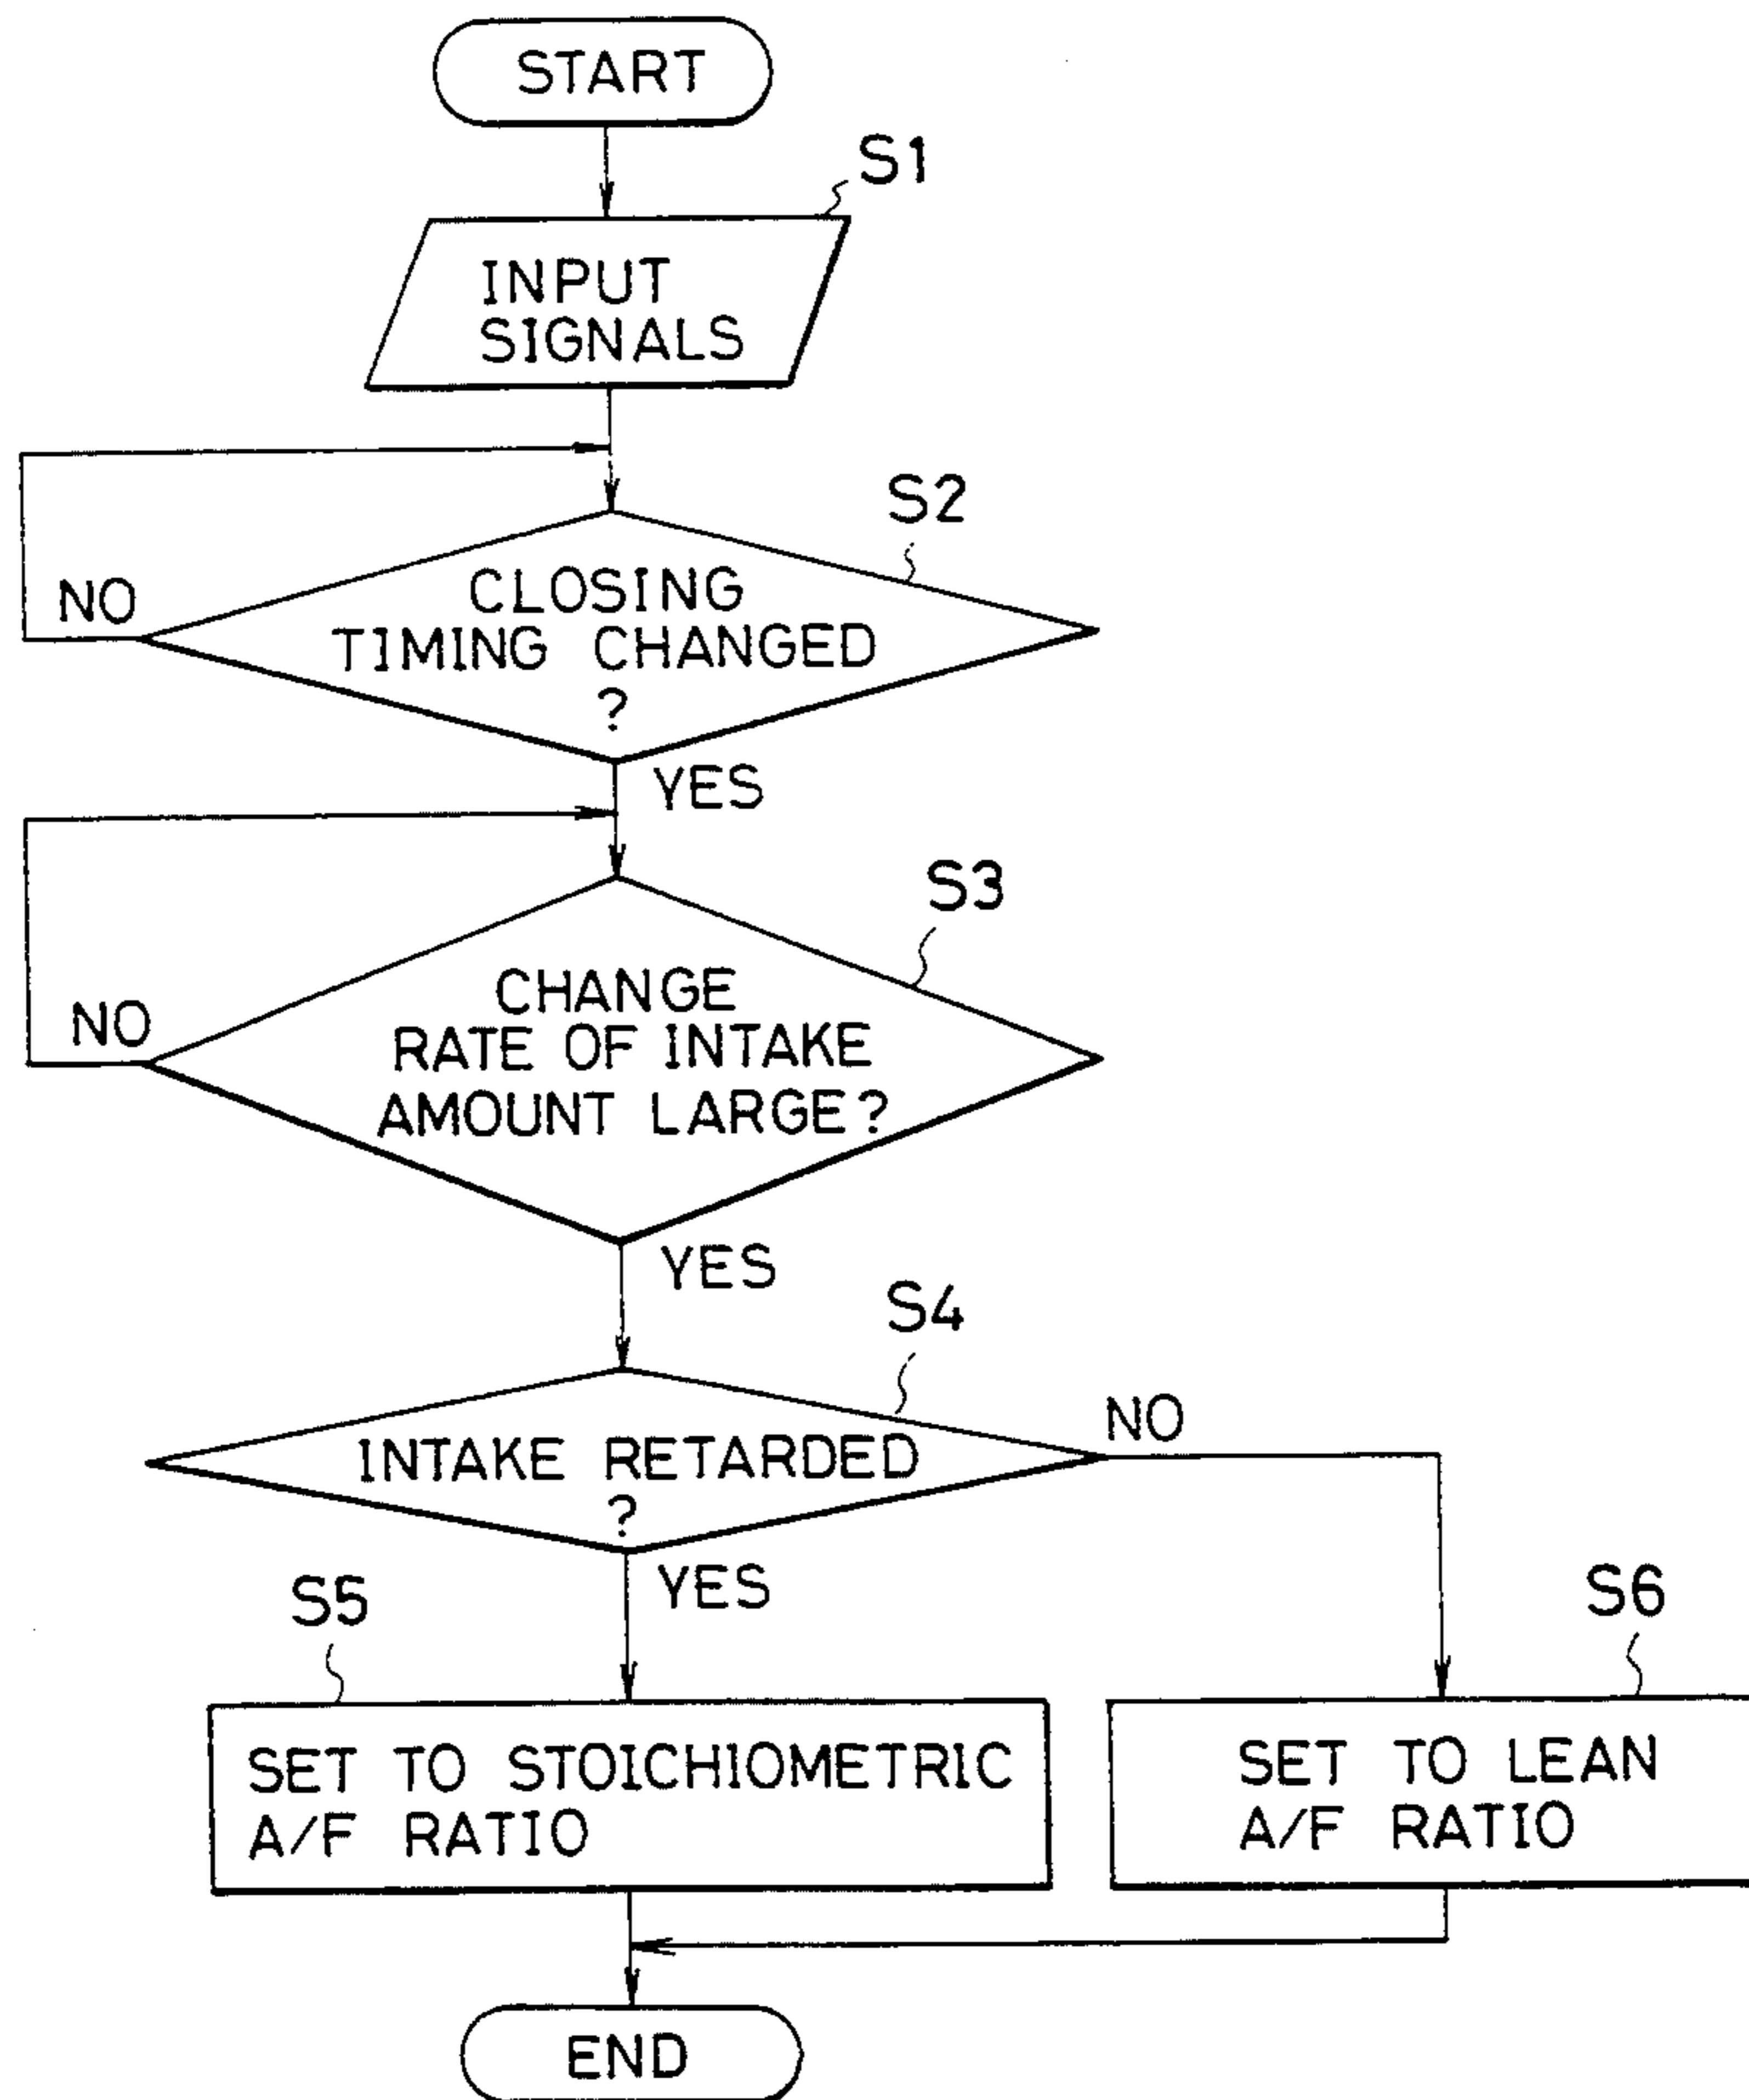 START
S1
INPUT
SIGNALS
S2
NO
CLOSING
TIMING CHANGED
?
YES
S3
NO
CHANGE
RATE OF INTAKE
AMOUNT LARGE?
YES
S4
NO
INTAKE RETARDED
?
YES
S5
S6
SET TO STOICHIOMETRIC
A/F RATIO
SET TO LEAN
A/F RATIO
END